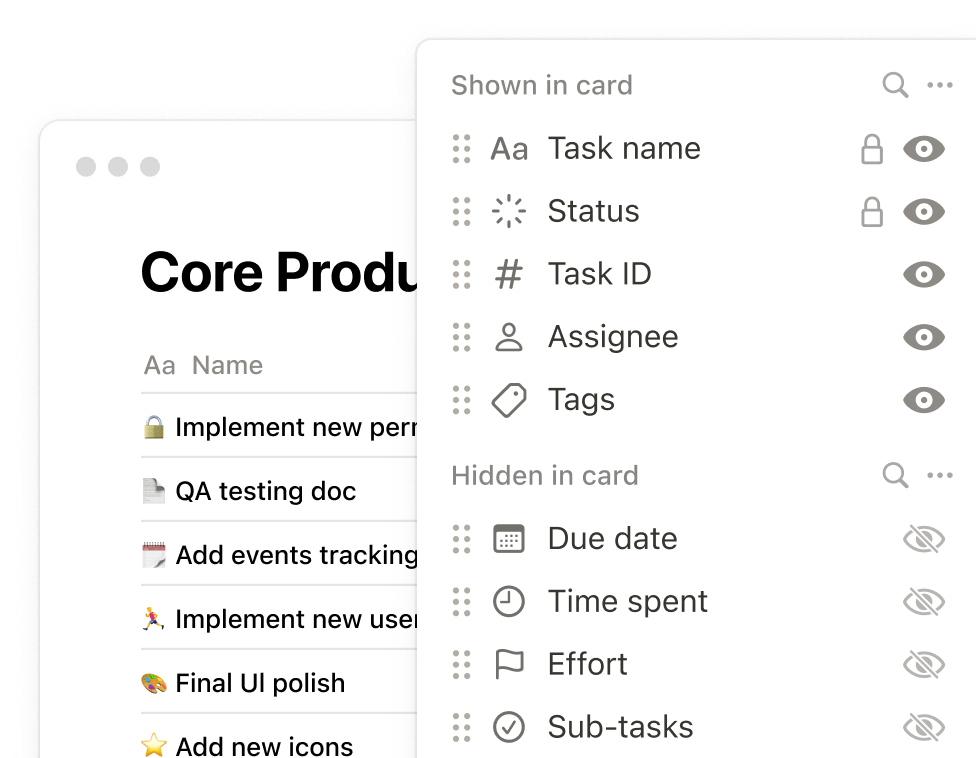 Shown in card
Aa Task name
Status
Task ID
Assignee
Tags
Hidden in card
Due date
Time spent
Effort
Sub-tasks
Core Produ
Aa Name
Implement new per
QA testing doc
Add events tracking
Implement new user
Final UI polish
Add new icons